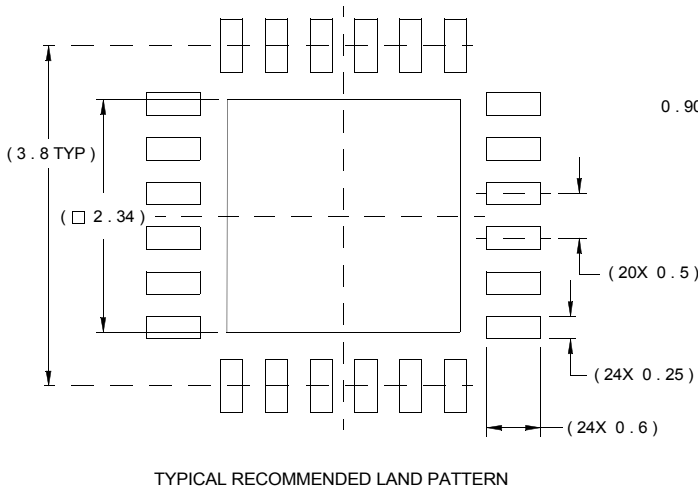 0.90
( 3 . 8 TYP )
( □ 2 . 34 )
( 20X 0 . 5 )
( 24X 0 . 25 )
( 24X 0 . 6 )
TYPICAL RECOMMENDED LAND PATTERN